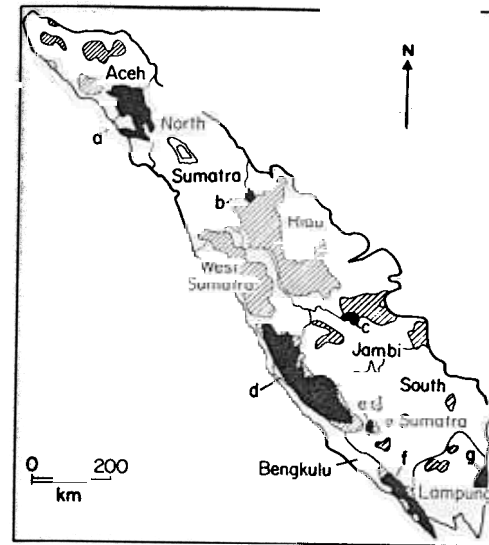 N
Aceh
North
a
Sumatra
b
Riau
West
Sumatra
c
Jambi
d
South
e
Sumatra
Bengkulu
f
g
Lampung
0 200
km